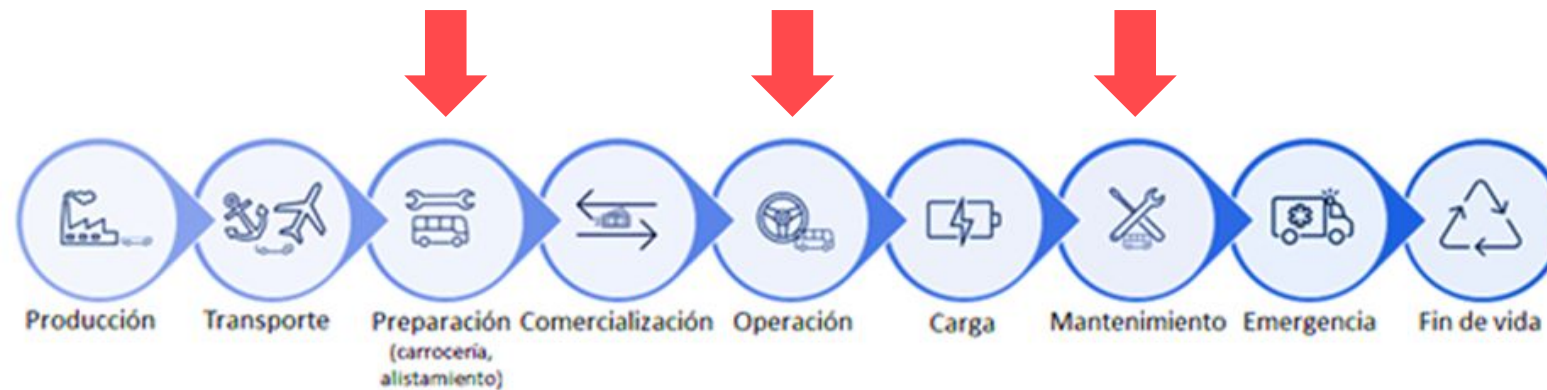 Producción
Transporte
Preparación
(carrocería,
alistamiento)
Comercialización
Operación
Carga
Mantenimiento
Emergencia
Fin de vida